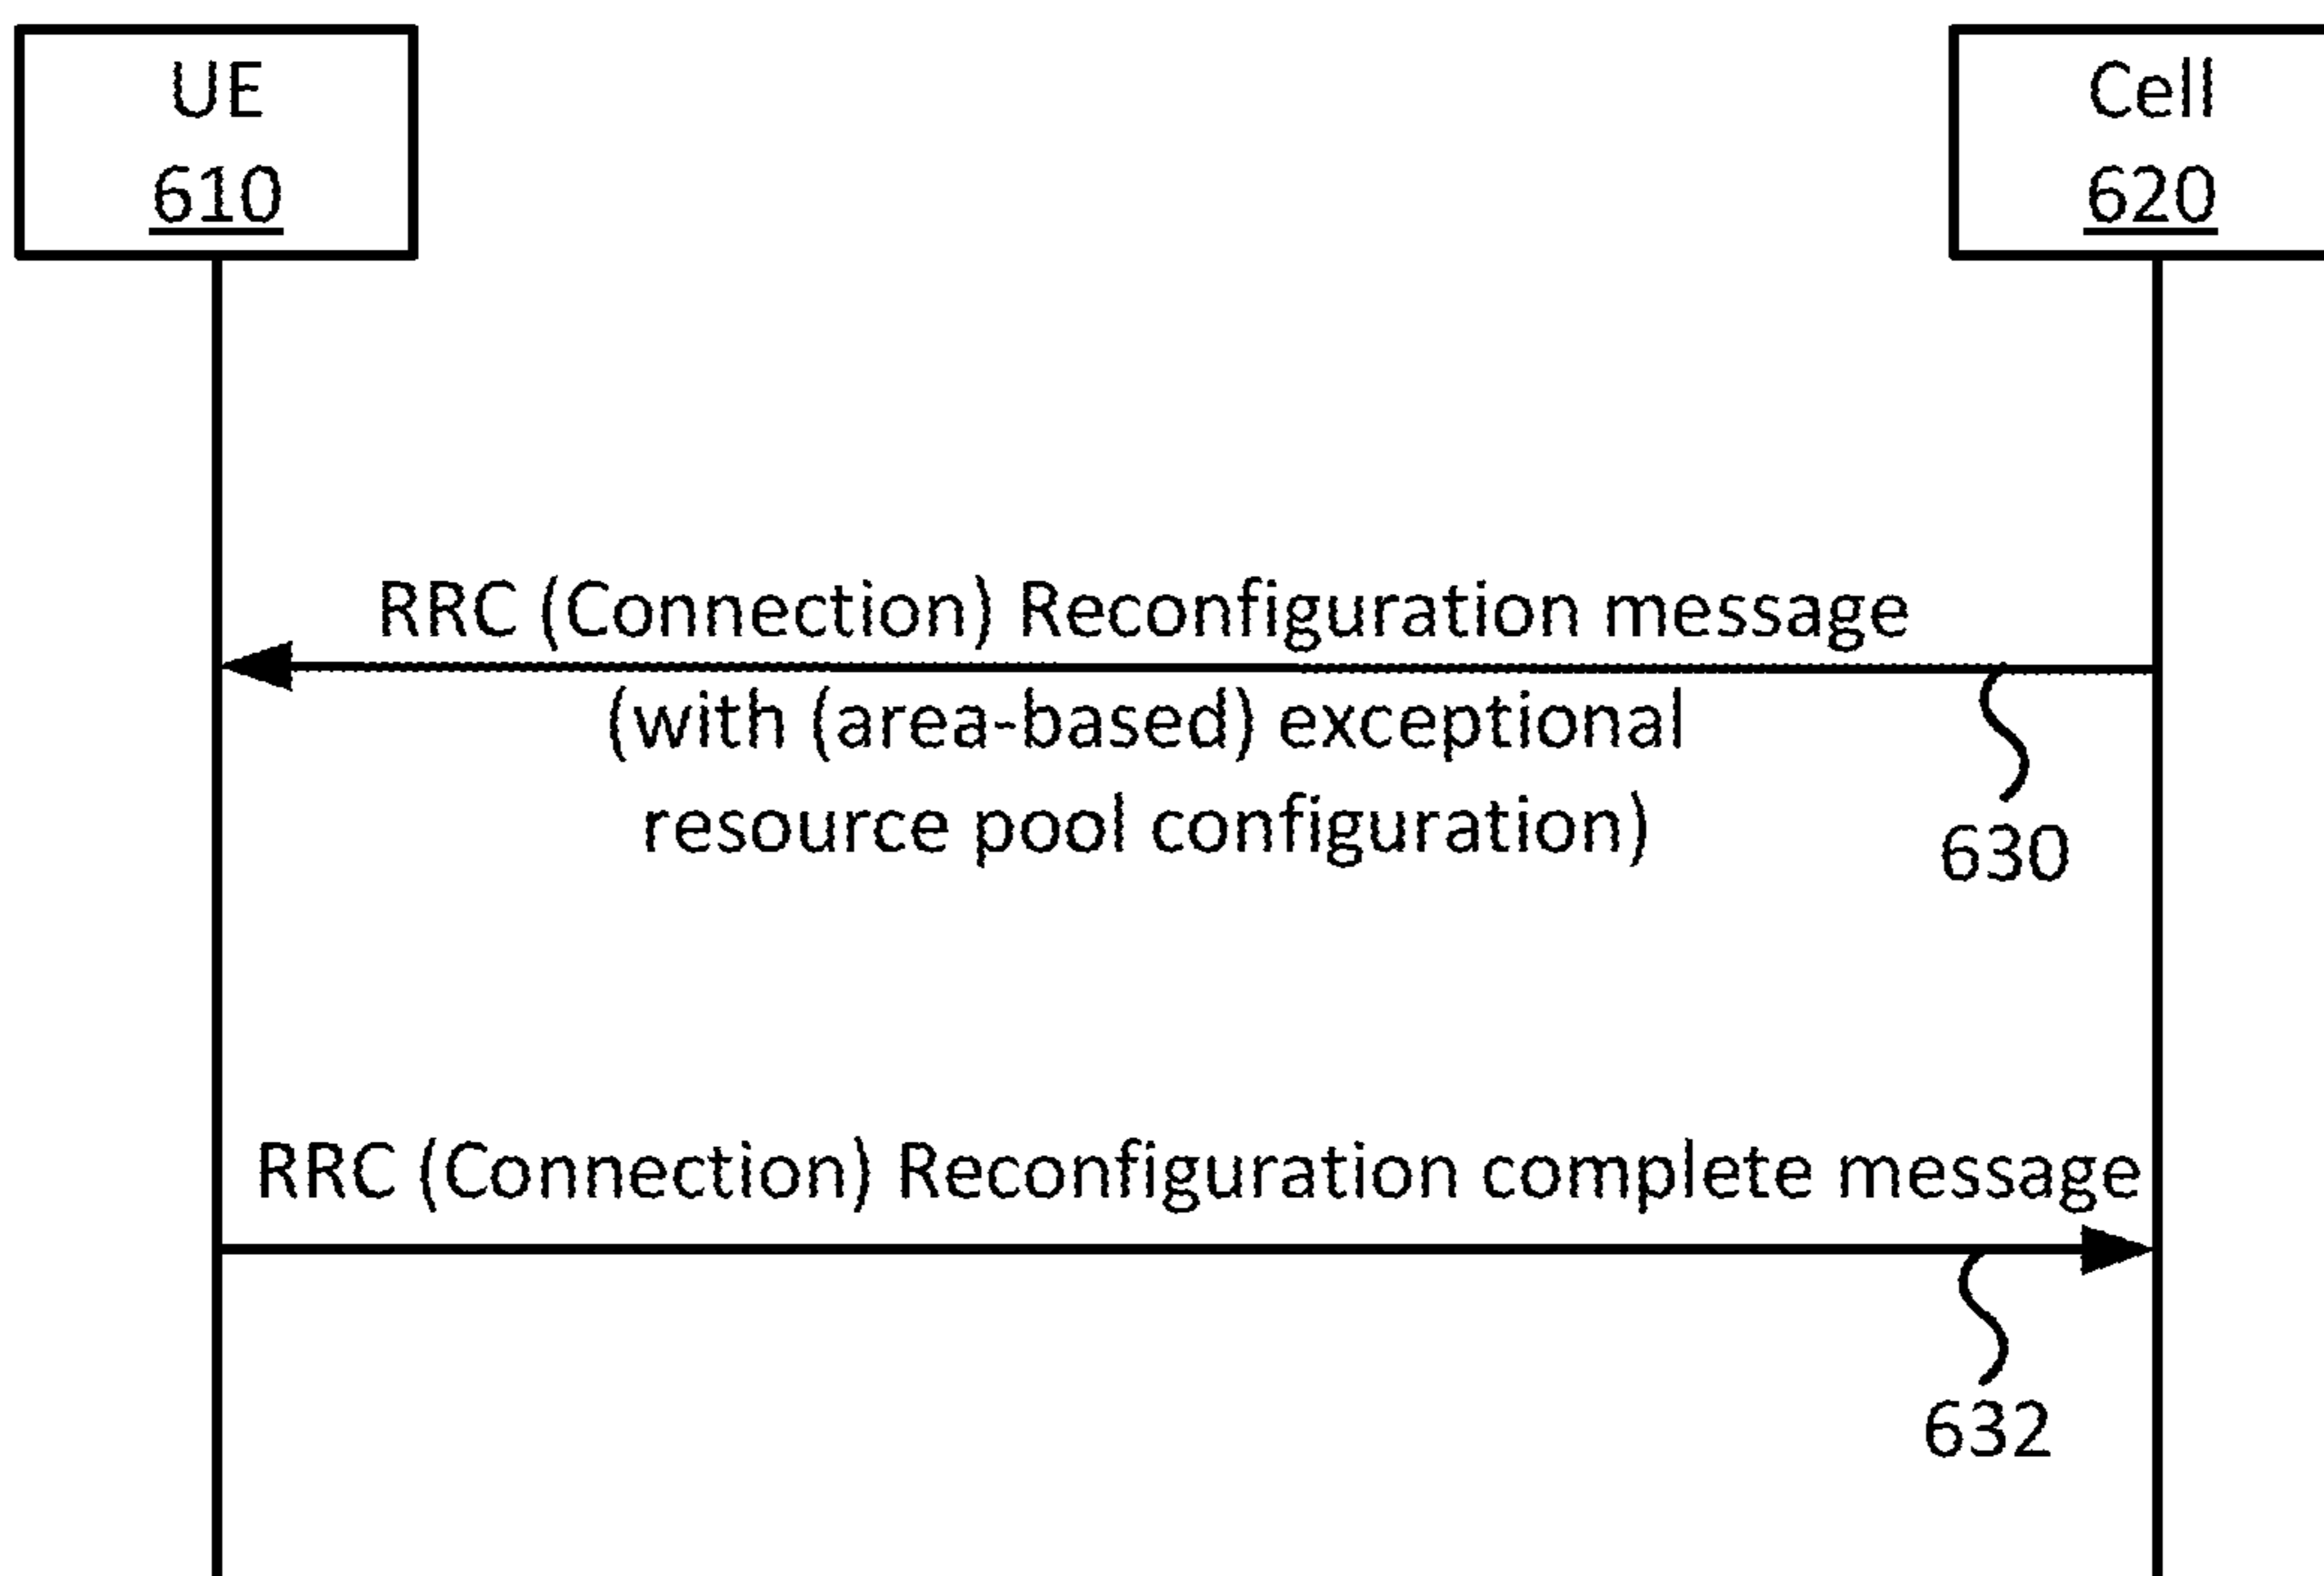 UE
610
Cell
620
RRC (Connection) Reconfiguration message
(with (area-based) exceptional
resource pool configuration)
630
RRC (Connection) Reconfiguration complete message
632